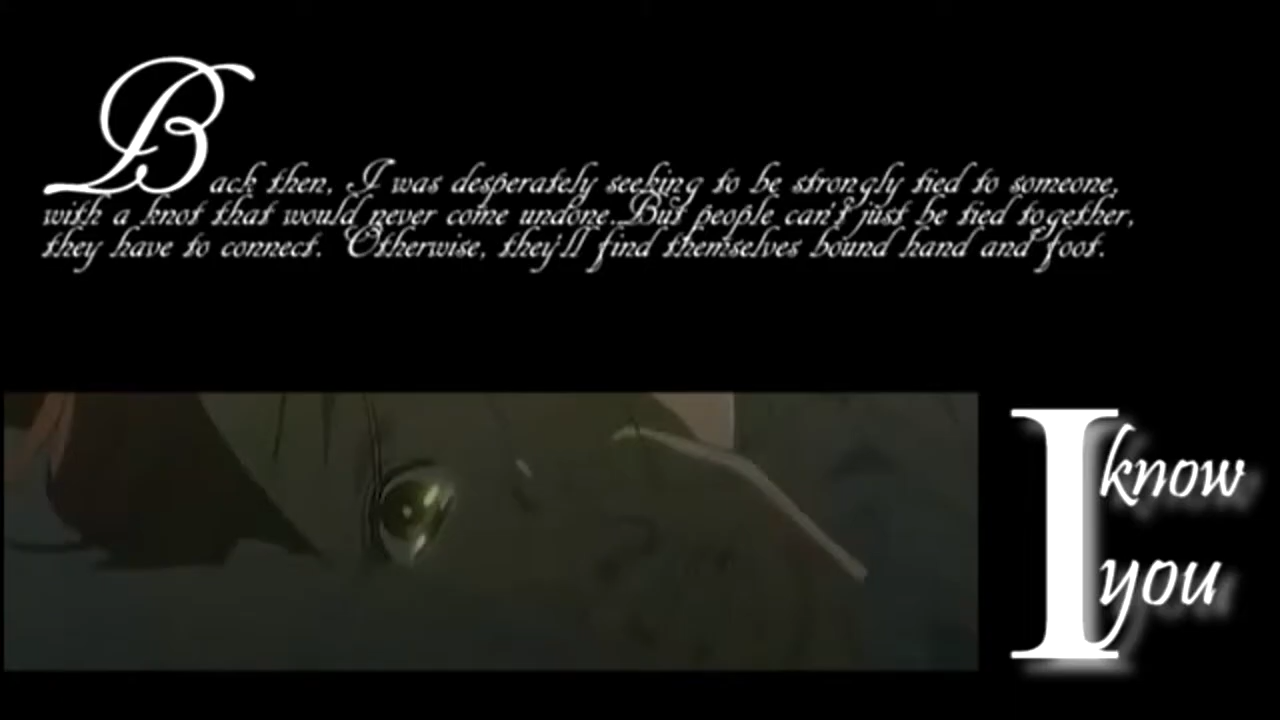 Back then, I was desperately seeking to be strongly tied to someone,
with a knot that would never come undone. But people can't just be tied together,
they have to connect. Otherwise, they'll find themselves bound hand and foot.
I know
you